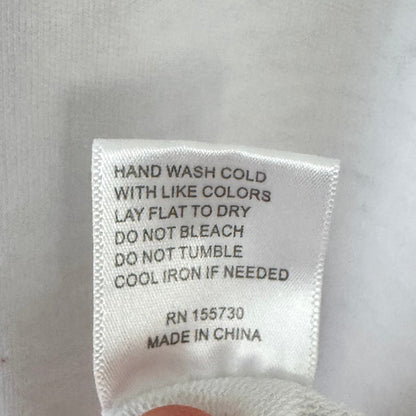 HAND WASH COLD
WITH LIKE COLORS
LAY FLAT TO DRY
DO NOT BLEACH
DO NOT TUMBLE
COOL IRON IF NEEDED
RN 155730
MADE IN CHINA